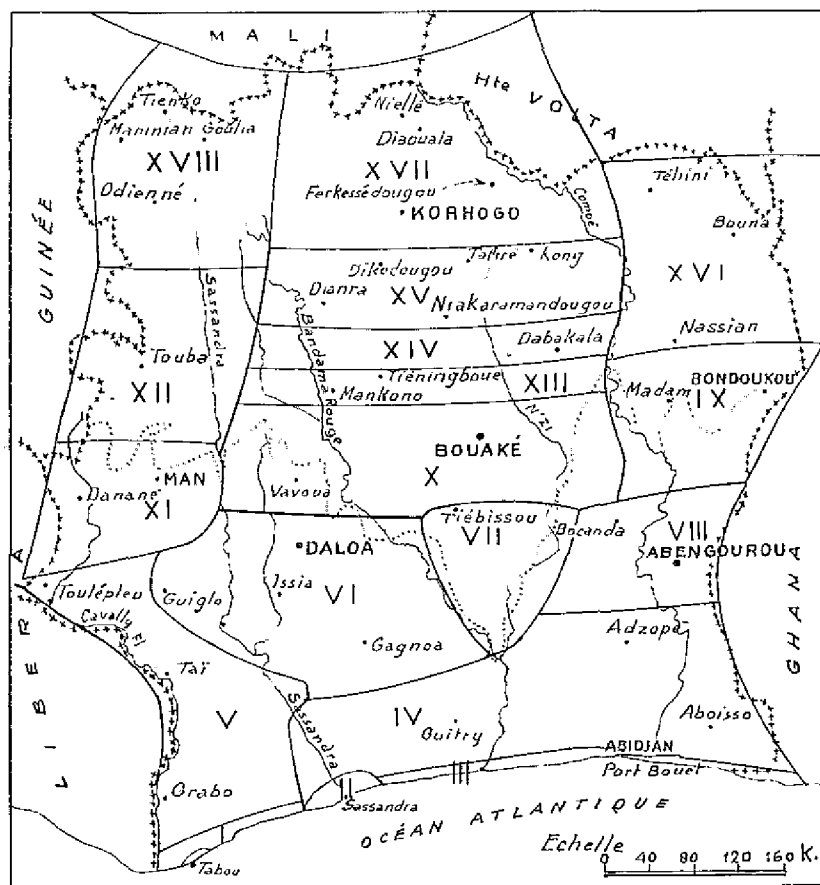 MALI
Hte VOLTA
Tienko
Nielle
Maninian Goulia
Diaouala
XVIII
XVII
Téhini
Ferkessédougou
Odienné
KORHOGO
Comoé
Bouna
GUINÉE
Tafiré
Kong
Dikodougou
XVI
Sassandra
Dianra
XV
Niakaramandougou
Bandama Rouge
XIV
Dabakala
Nassian
Touba
Tiéningboue
XIII
XII
Mankono
Madam
BONDOUKOU
IX
N'ZI
BOUAKÉ
MAN
Vavoua
X
Danané
XI
Tiébissou
Bocanda
VIII
VII
DALOA
ABENGOUROU
Toulépleu
Guiglo
Issia
VI
Cavally Fl
Gagnoa
Adzopé
GHANA
Taï
LIBERIA
V
IV
Guitry
Aboisso
Sassandra
ABIDJAN
III
Port Bouet
Grabo
II
Sassandra
OCÉAN ATLANTIQUE
I
Tabou
Echelle
0 40 80 120 160 K.